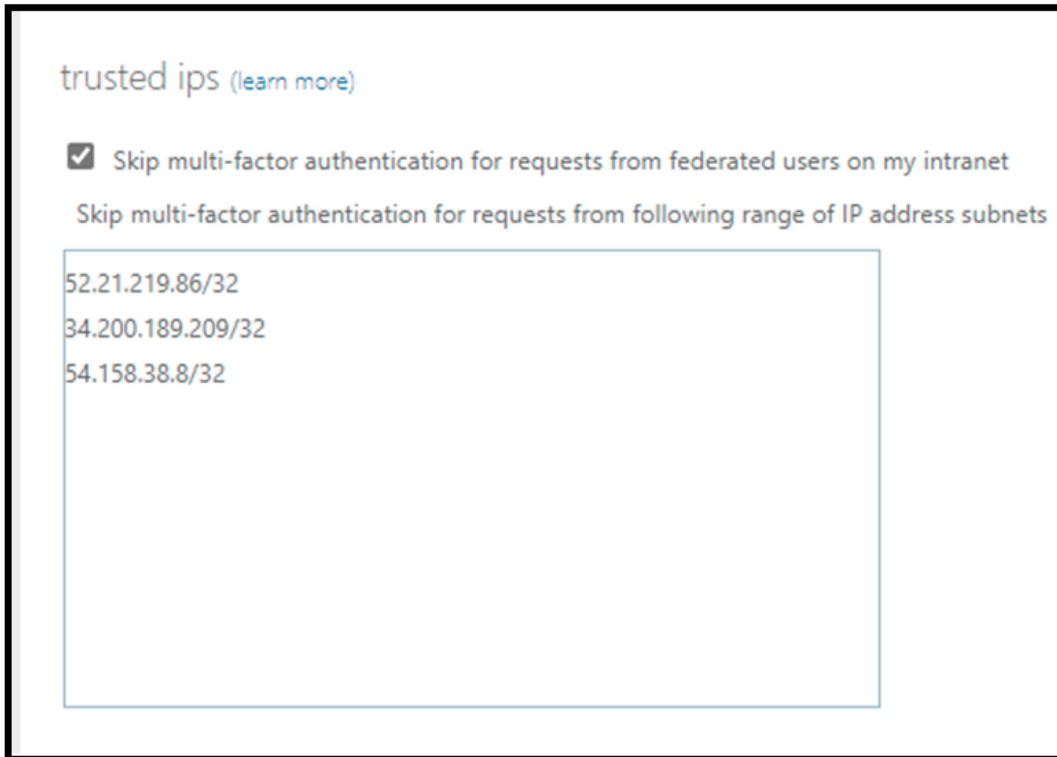 trusted ips (learn more)
Skip multi-factor authentication for requests from federated users on my intranet
Skip multi-factor authentication for requests from following range of IP address subnets
52.21.219.86/32
34.200.189.209/32
54.158.38.8/32